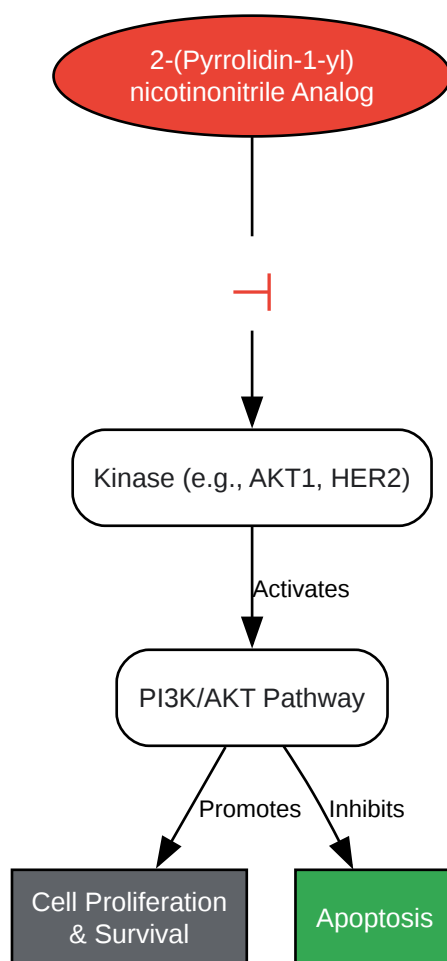 2-(Pyrrolidin-1-yl)
nicotinonitrile Analog
⊣
Kinase (e.g., AKT1, HER2)
Activates
PI3K/AKT Pathway
Promotes
Inhibits
Cell Proliferation
& Survival
Apoptosis